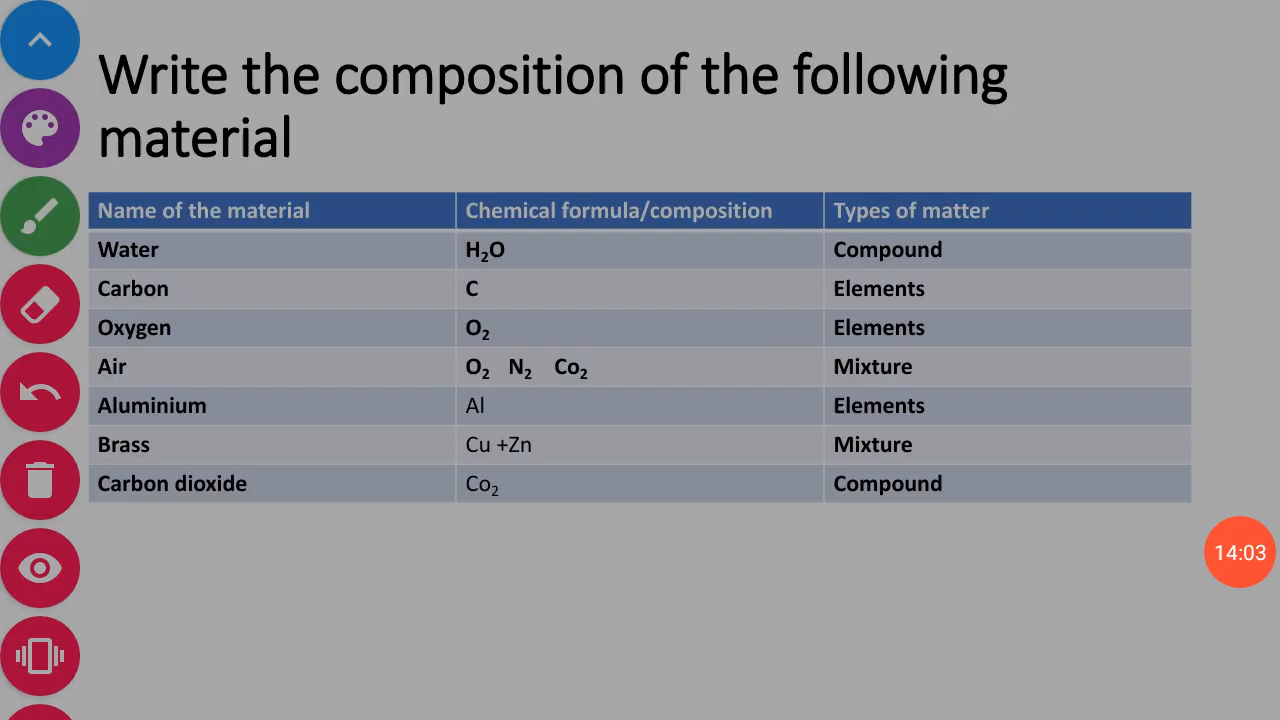 Write the composition of the following
material
Name of the material Chemical formula/composition Types of matter
Water H₂O Compound
Carbon C Elements
Oxygen O₂ Elements
Air O₂ N₂ Co₂ Mixture
Aluminium Al Elements
Brass Cu +Zn Mixture
Carbon dioxide Co₂ Compound
14:03